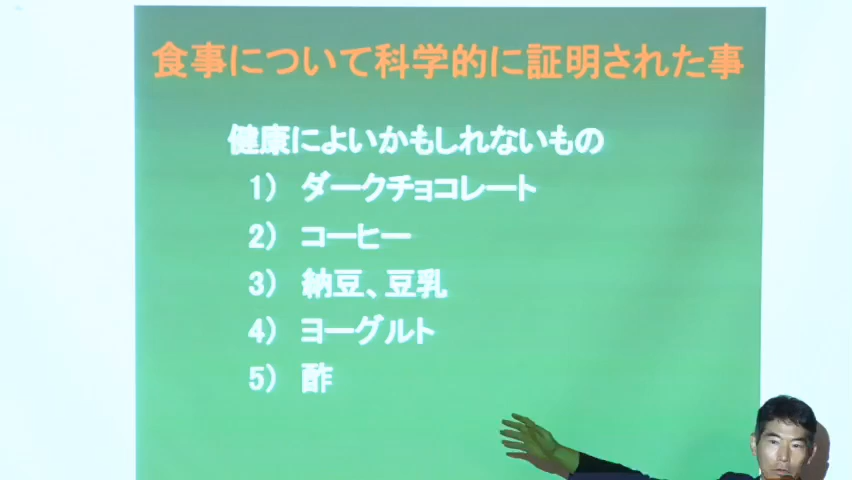 食事について科学的に証明された事
健康によいかもしれないもの
1） ダークチョコレート
2） コーヒー
3） 納豆、豆乳
4） ヨーグルト
5） 酢